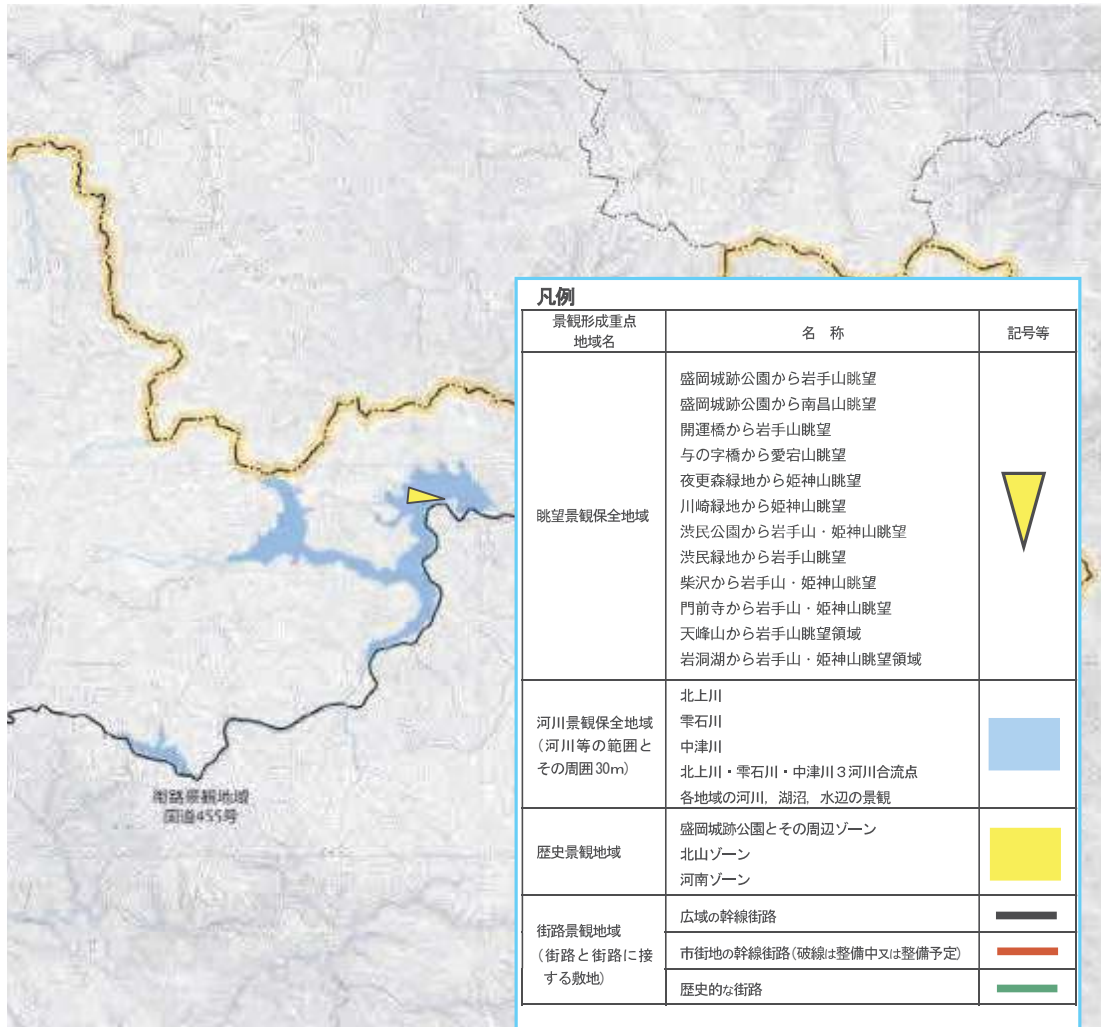 凡例
景観形成重点
地域名
名　称
記号等
眺望景観保全地域
盛岡城跡公園から岩手山眺望
盛岡城跡公園から南昌山眺望
開運橋から岩手山眺望
与の字橋から愛宕山眺望
夜更森緑地から姫神山眺望
川崎緑地から姫神山眺望
渋民公園から岩手山・姫神山眺望
渋民緑地から岩手山眺望
柴沢から岩手山・姫神山眺望
門前寺から岩手山・姫神山眺望
天峰山から岩手山眺望領域
岩洞湖から岩手山・姫神山眺望領域
河川景観保全地域
（河川等の範囲と
その周囲30m）
北上川
雫石川
中津川
北上川・雫石川・中津川３河川合流点
各地域の河川，湖沼，水辺の景観
歴史景観地域
盛岡城跡公園とその周辺ゾーン
北山ゾーン
河南ゾーン
街路景観地域
（街路と街路に接
する敷地）
広域の幹線街路
市街地の幹線街路（破線は整備中又は整備予定）
歴史的な街路
街路景観地域
国道455号